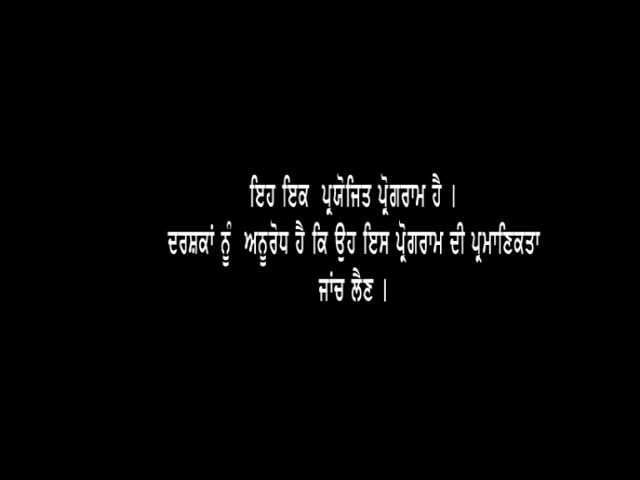 ਇਹ ਇਕ ਪ੍ਰਯੋਜਿਤ ਪ੍ਰੋਗਰਾਮ ਹੈ ।
ਦਰਸ਼ਕਾਂ ਨੂੰ ਅਨੂਰੋਧ ਹੈ ਕਿ ਉਹ ਇਸ ਪ੍ਰੋਗਰਾਮ ਦੀ ਪ੍ਰਮਾਣਿਕਤਾ
ਜਾਂਚ ਲੈਣ ।